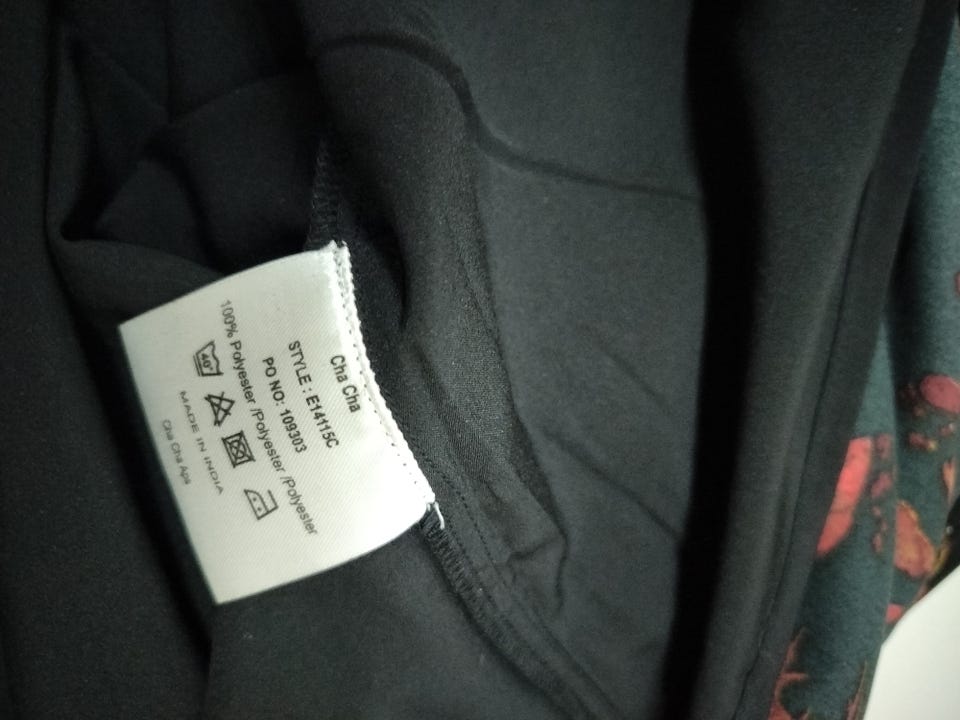 Cha Cha
STYLE : E14115C
PO NO: 109303
100% Polyester /Polyester /Polyester
40°
MADE IN INDIA
Cha Cha Aps